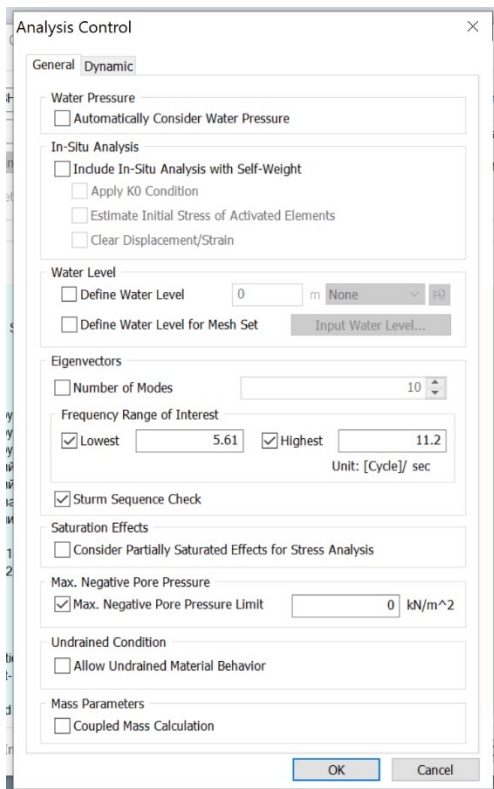 Analysis Control
General Dynamic
Water Pressure
Automatically Consider Water Pressure
In-Situ Analysis
Include In-Situ Analysis with Self-Weight
Apply K0 Condition
Estimate Initial Stress of Activated Elements
Clear Displacement/Strain
Water Level
Define Water Level 0 m None
Define Water Level for Mesh Set Input Water Level...
Eigenvectors
Number of Modes 10
Frequency Range of Interest
Lowest 5.61 Highest 11.2
Unit: [Cycle]/ sec
Sturm Sequence Check
Saturation Effects
Consider Partially Saturated Effects for Stress Analysis
Max. Negative Pore Pressure
Max. Negative Pore Pressure Limit 0 kN/m^2
Undrained Condition
Allow Undrained Material Behavior
Mass Parameters
Coupled Mass Calculation
OK Cancel